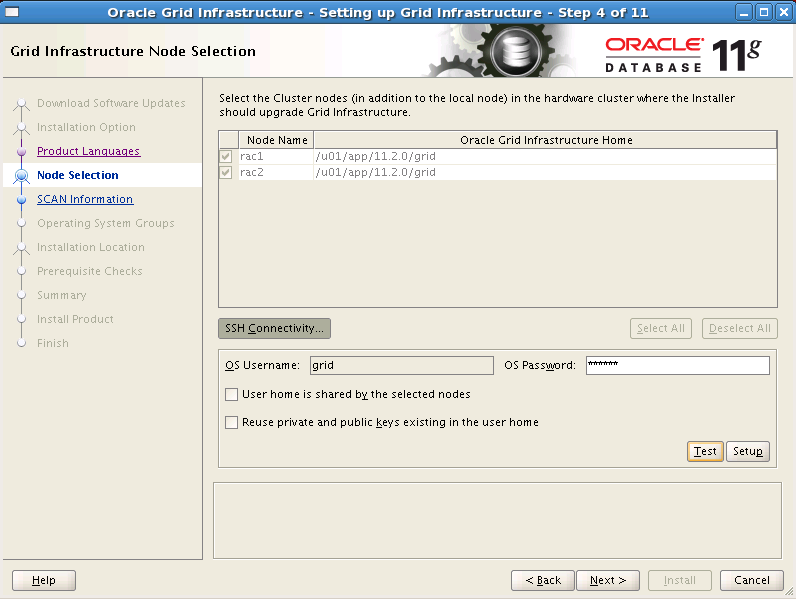 Oracle Grid Infrastructure - Setting up Grid Infrastructure - Step 4 of 11
Grid Infrastructure Node Selection
ORACLE
DATABASE
11g
Download Software Updates
Installation Option
Product Languages
Node Selection
SCAN Information
Operating System Groups
Installation Location
Prerequisite Checks
Summary
Install Product
Finish
Select the Cluster nodes (in addition to the local node) in the hardware cluster where the Installer
should upgrade Grid Infrastructure.
Node Name Oracle Grid Infrastructure Home
rac1 /u01/app/11.2.0/grid
rac2 /u01/app/11.2.0/grid
SSH Connectivity... Select All Deselect All
OS Username: grid OS Password: ******
User home is shared by the selected nodes
Reuse private and public keys existing in the user home
Test Setup
Help < Back Next > Install Cancel